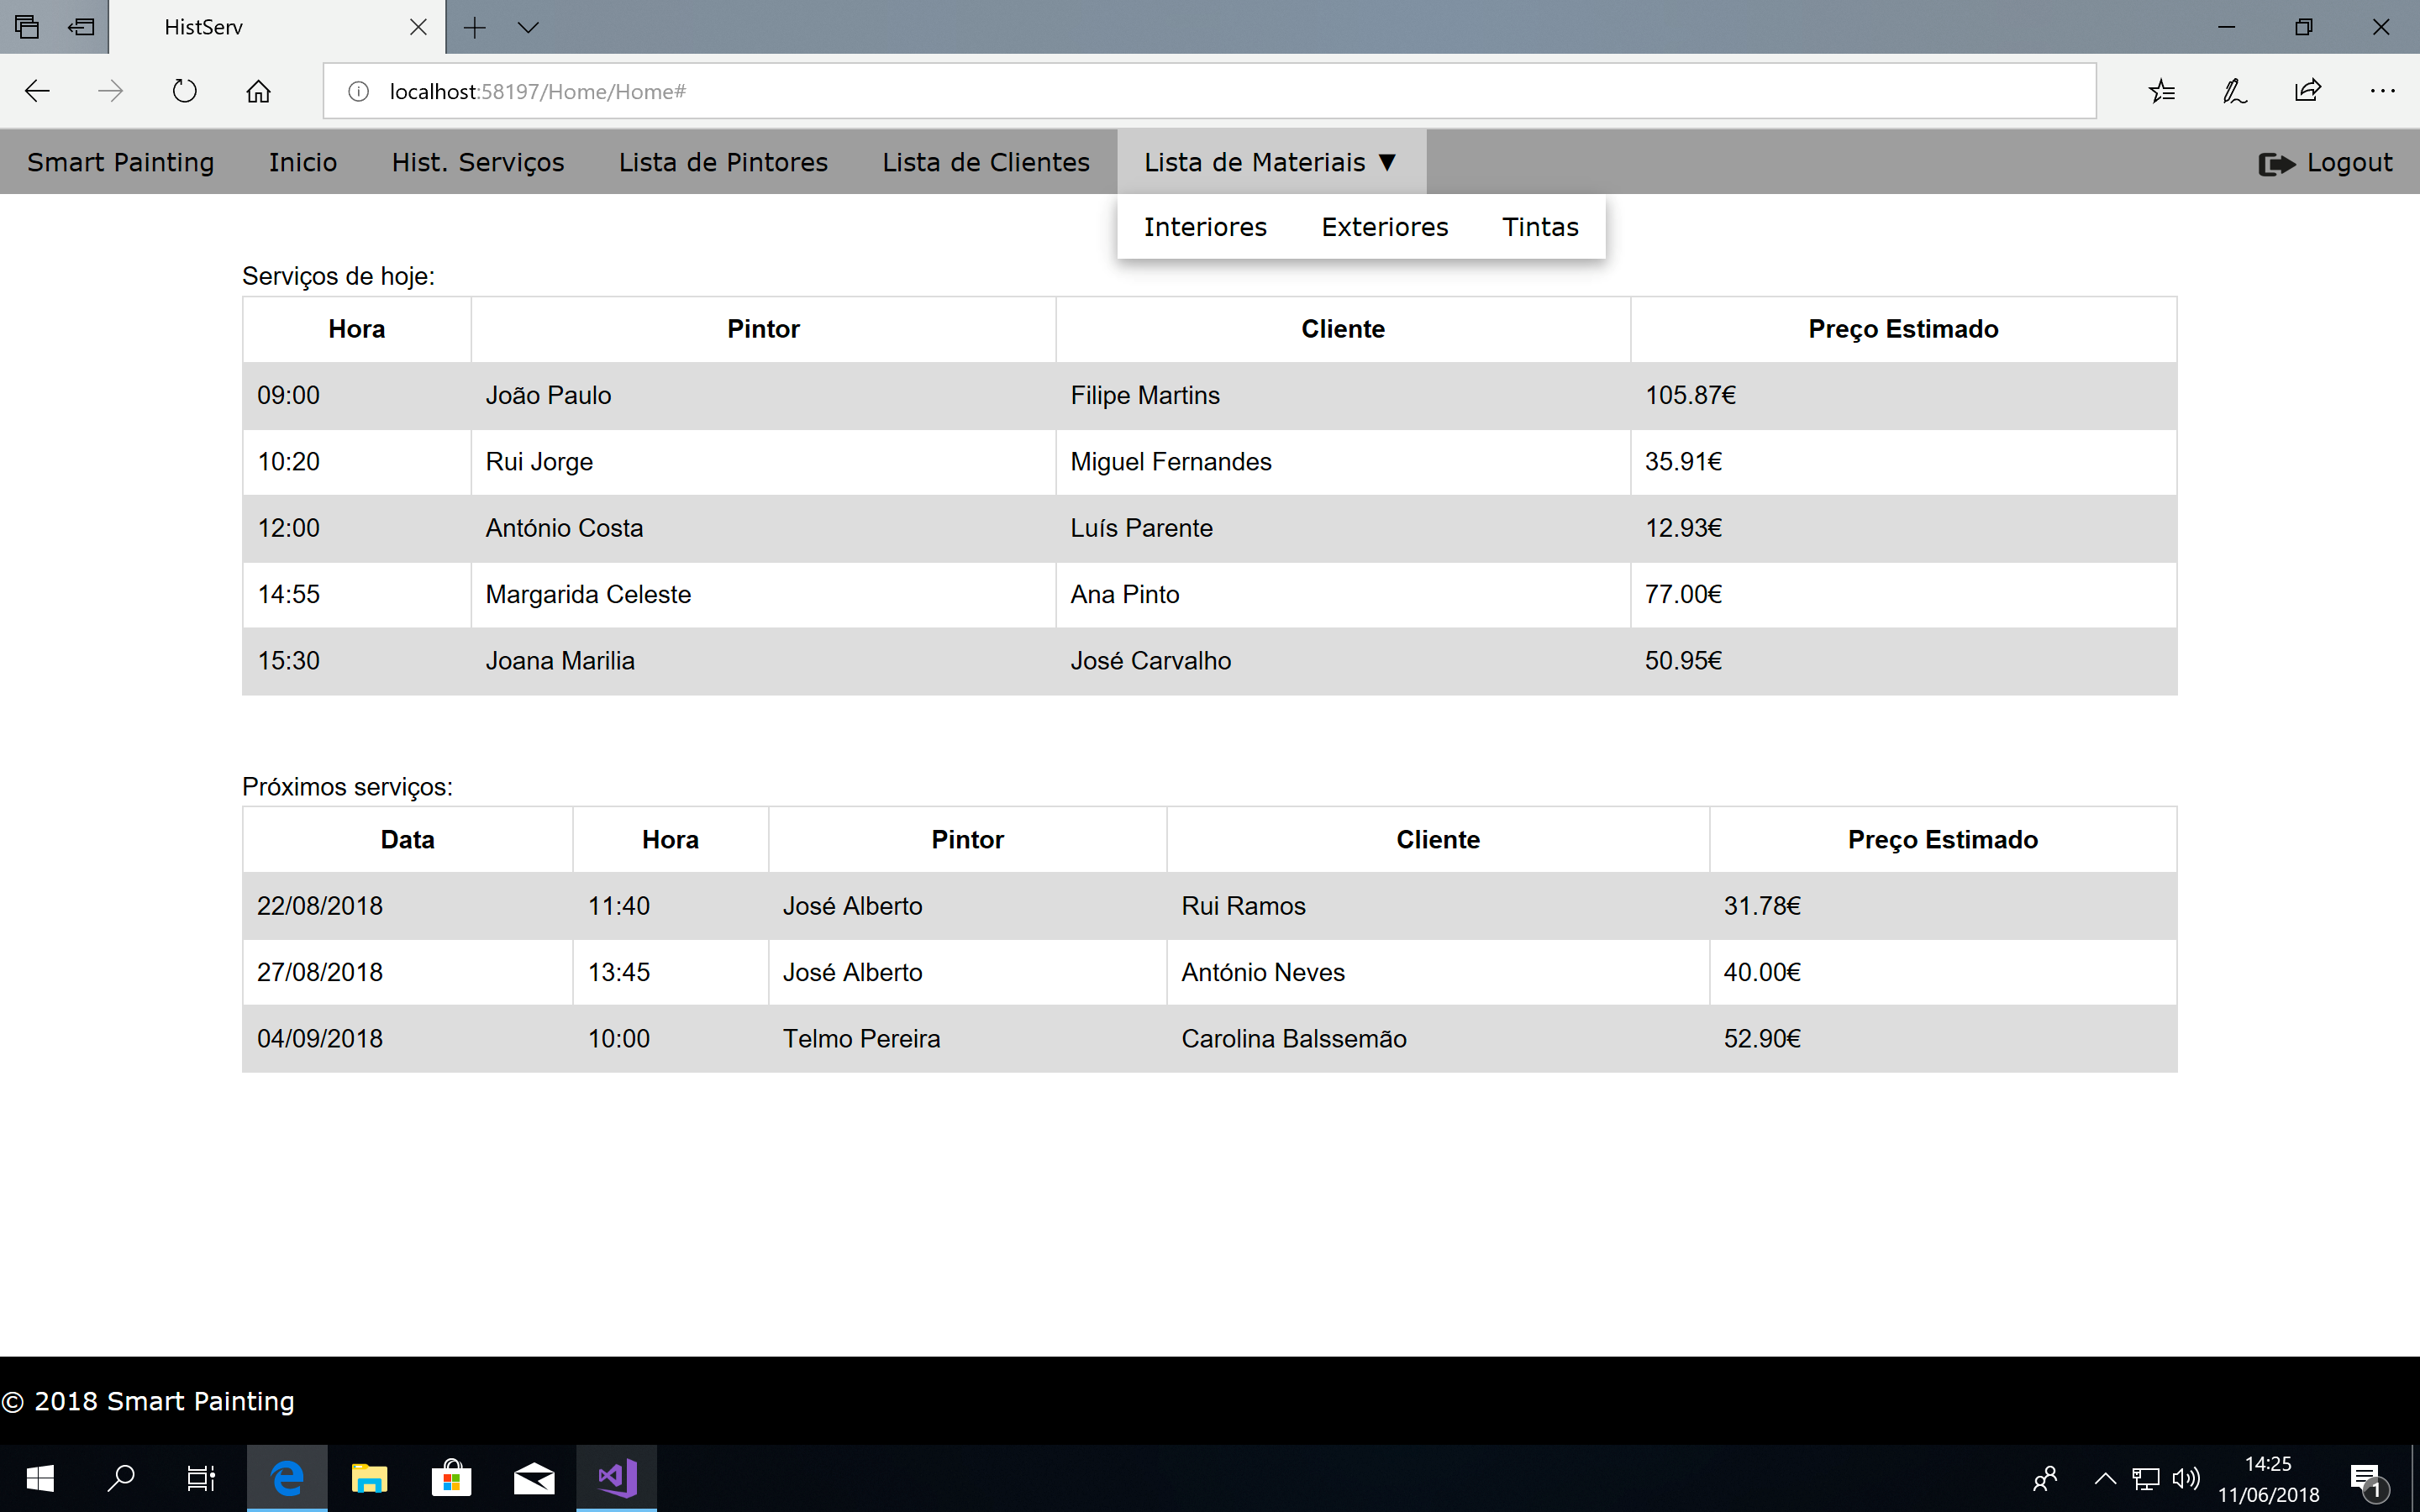 HistServ
localhost:58197/Home/Home#
Smart Painting Inicio Hist. Serviços Lista de Pintores Lista de Clientes Lista de Materiais ▼ Logout
Interiores Exteriores Tintas
Serviços de hoje:
Hora Pintor Cliente Preço Estimado
09:00 João Paulo Filipe Martins 105.87€
10:20 Rui Jorge Miguel Fernandes 35.91€
12:00 António Costa Luís Parente 12.93€
14:55 Margarida Celeste Ana Pinto 77.00€
15:30 Joana Marilia José Carvalho 50.95€
Próximos serviços:
Data Hora Pintor Cliente Preço Estimado
22/08/2018 11:40 José Alberto Rui Ramos 31.78€
27/08/2018 13:45 José Alberto António Neves 40.00€
04/09/2018 10:00 Telmo Pereira Carolina Balssemão 52.90€
© 2018 Smart Painting
14:25
11/06/2018
1